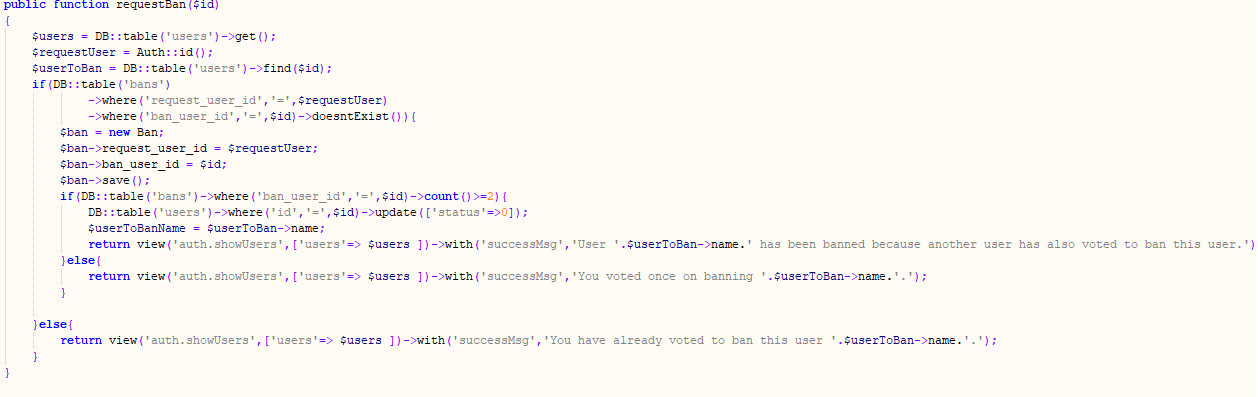 public function requestBan($id)
{
    $users = DB::table('users')->get();
    $requestUser = Auth::id();
    $userToBan = DB::table('users')->find($id);
    if(DB::table('bans')
            ->where('request_user_id','=',$requestUser)
            ->where('ban_user_id','=',$id)->doesntExist()){
        $ban = new Ban;
        $ban->request_user_id = $requestUser;
        $ban->ban_user_id = $id;
        $ban->save();
        if(DB::table('bans')->where('ban_user_id','=',$id)->count()>=2){
            DB::table('users')->where('id','=',$id)->update(['status'=>0]);
            $userToBanName = $userToBan->name;
            return view('auth.showUsers',['users'=> $users ])->with('successMsg','User '.$userToBan->name.' has been banned because another user has also voted to ban this user.')
        }else{
            return view('auth.showUsers',['users'=> $users ])->with('successMsg','You voted once on banning '.$userToBan->name.'.');
        }
    }else{
        return view('auth.showUsers',['users'=> $users ])->with('successMsg','You have already voted to ban this user '.$userToBan->name.'.');
    }
}